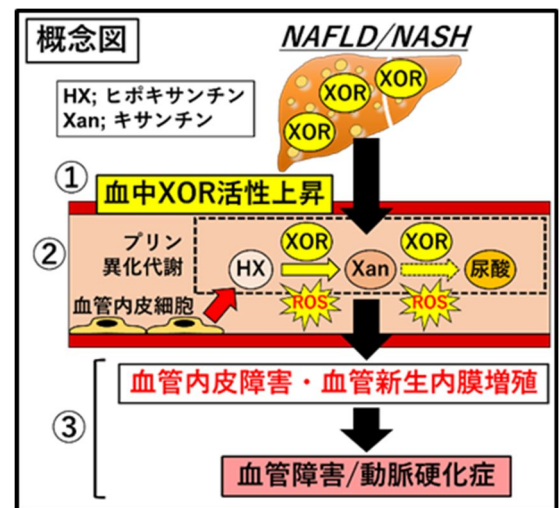 概念図
NAFLD/NASH
HX; ヒポキサンチン
Xan; キサンチン
XOR
XOR
XOR
①
血中XOR活性上昇
②
プリン
異化代謝
XOR
XOR
HX
Xan
尿酸
ROS
ROS
血管内皮細胞
③
血管内皮障害・血管新生内膜増殖
血管障害/動脈硬化症